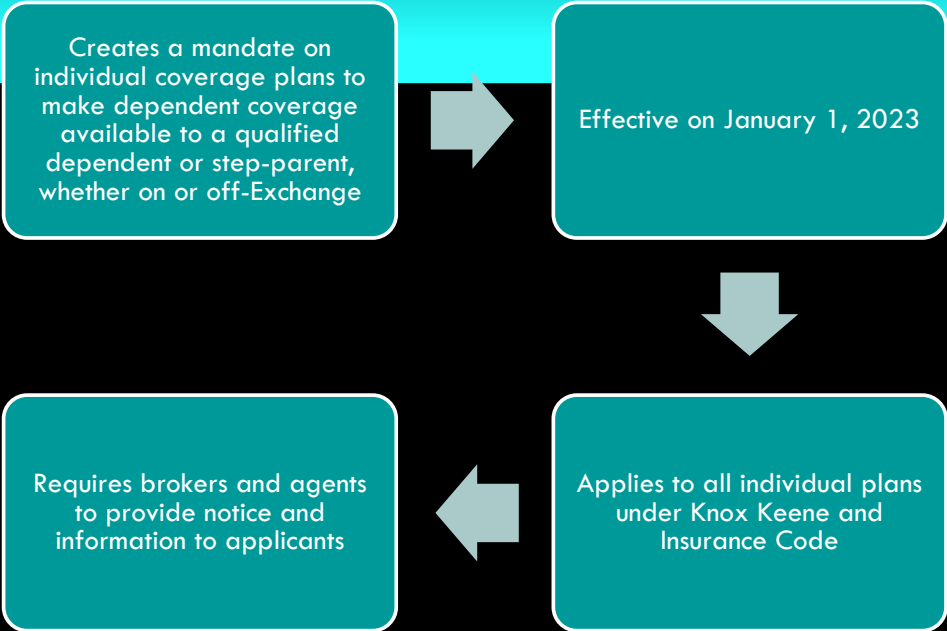 Creates a mandate on
individual coverage plans to
make dependent coverage
available to a qualified
dependent or step-parent,
whether on or off-Exchange
Effective on January 1, 2023
Applies to all individual plans
under Knox Keene and
Insurance Code
Requires brokers and agents
to provide notice and
information to applicants